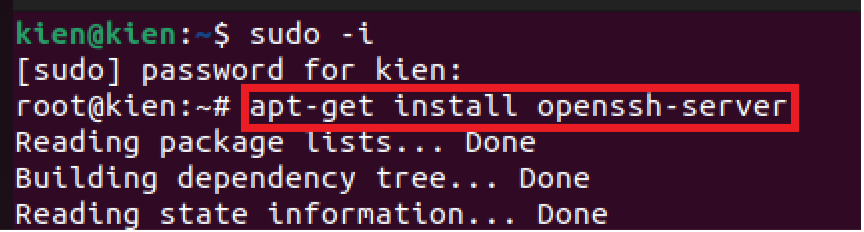 kien@kien:~$ sudo -i
[sudo] password for kien:
root@kien:~# apt-get install openssh-server
Reading package lists... Done
Building dependency tree... Done
Reading state information... Done